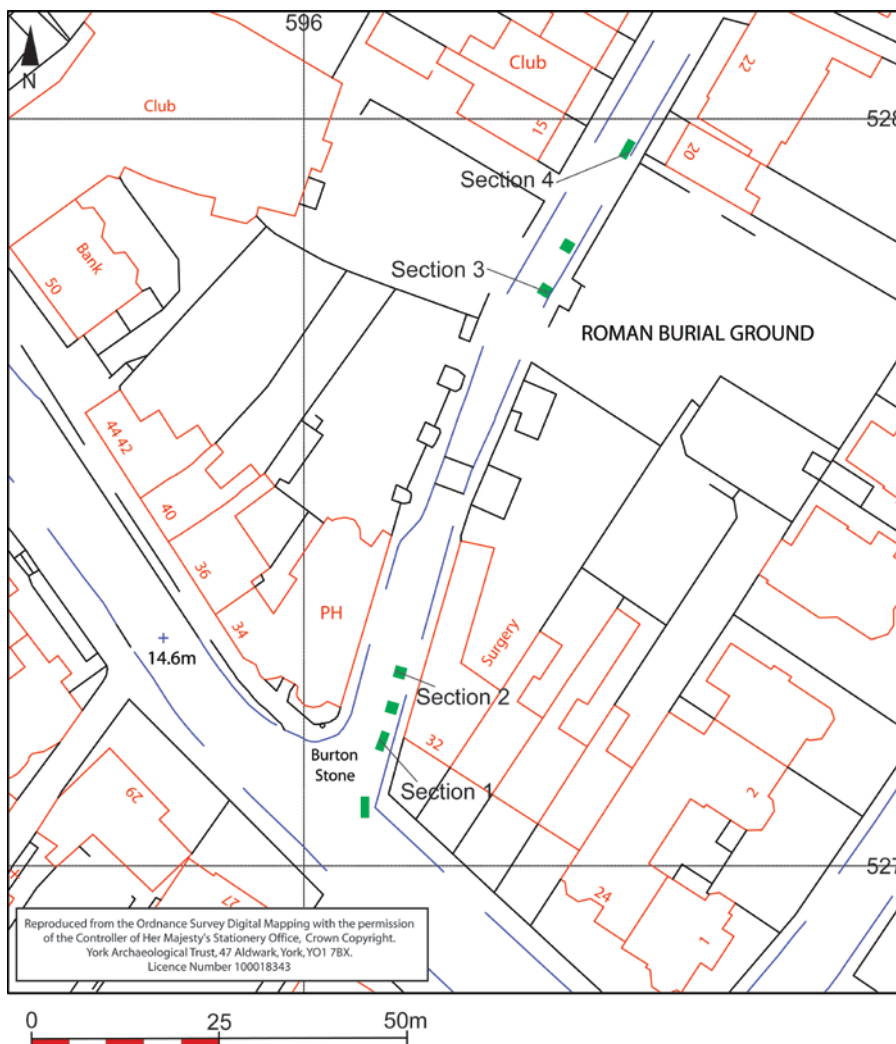 596
N
Club
Club
22
528
15
20
Section 4
Bank
50
Section 3
ROMAN BURIAL GROUND
44 42
40
36
34
PH
Surgery
14.6m
Section 2
Burton
Stone
32
Section 1
29
2
27
24
1
527
Reproduced from the Ordnance Survey Digital Mapping with the permission
of the Controller of Her Majesty's Stationery Office, Crown Copyright.
York Archaeological Trust, 47 Aldwark, York, YO1 7BX.
Licence Number 100018343
0 25 50m